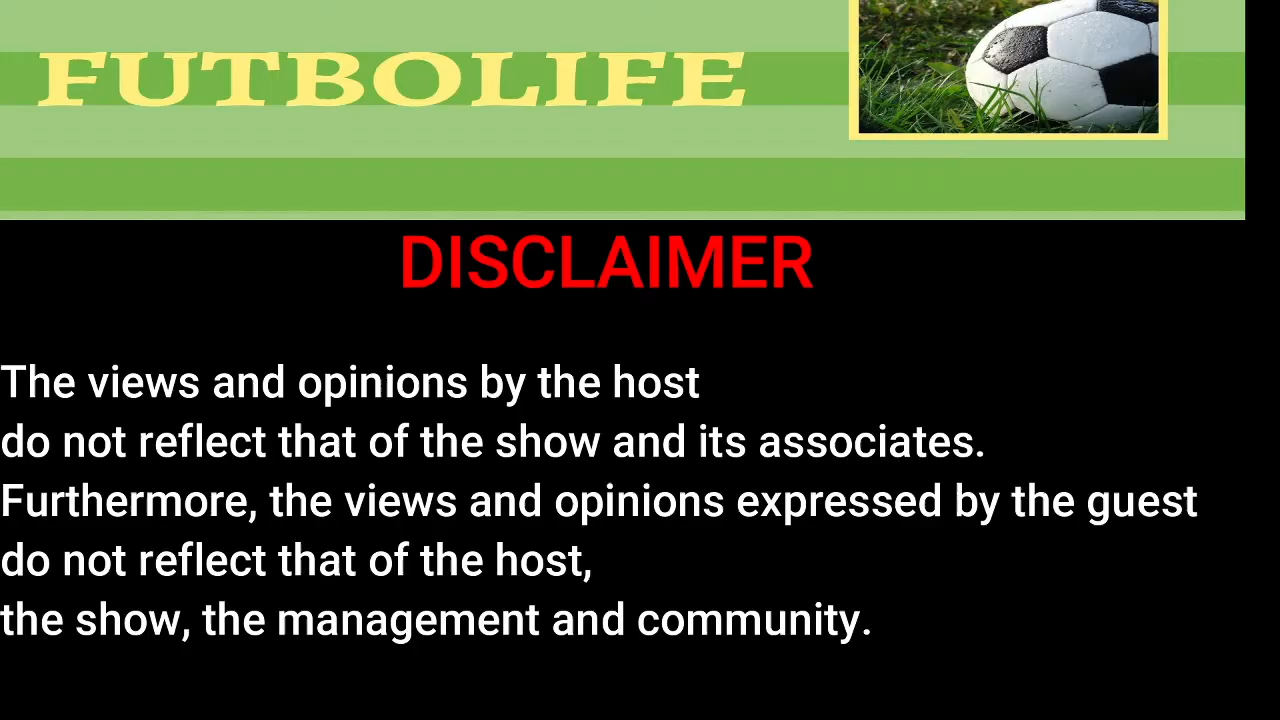 FUTBOLIFE
DISCLAIMER
The views and opinions by the host
do not reflect that of the show and its associates.
Furthermore, the views and opinions expressed by the guest
do not reflect that of the host,
the show, the management and community.